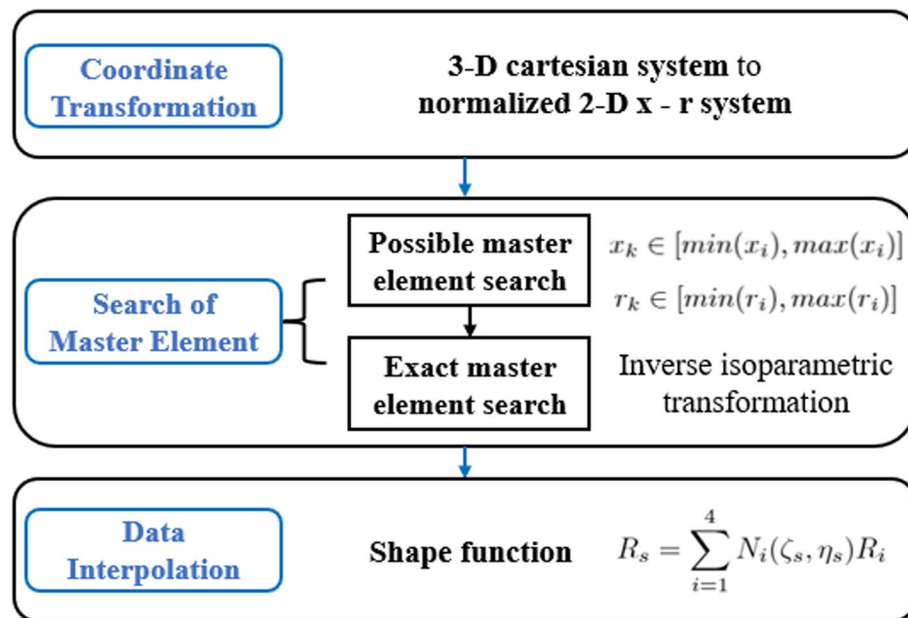 Coordinate
Transformation
3-D cartesian system to
normalized 2-D x - r system
Search of
Master Element
Possible master
element search
x_k ∈ [min(x_i), max(x_i)]
r_k ∈ [min(r_i), max(r_i)]
Exact master
element search
Inverse isoparametric
transformation
Data
Interpolation
Shape function
R_s = \sum_{i=1}^{4} N_i(ζ_s, η_s)R_i